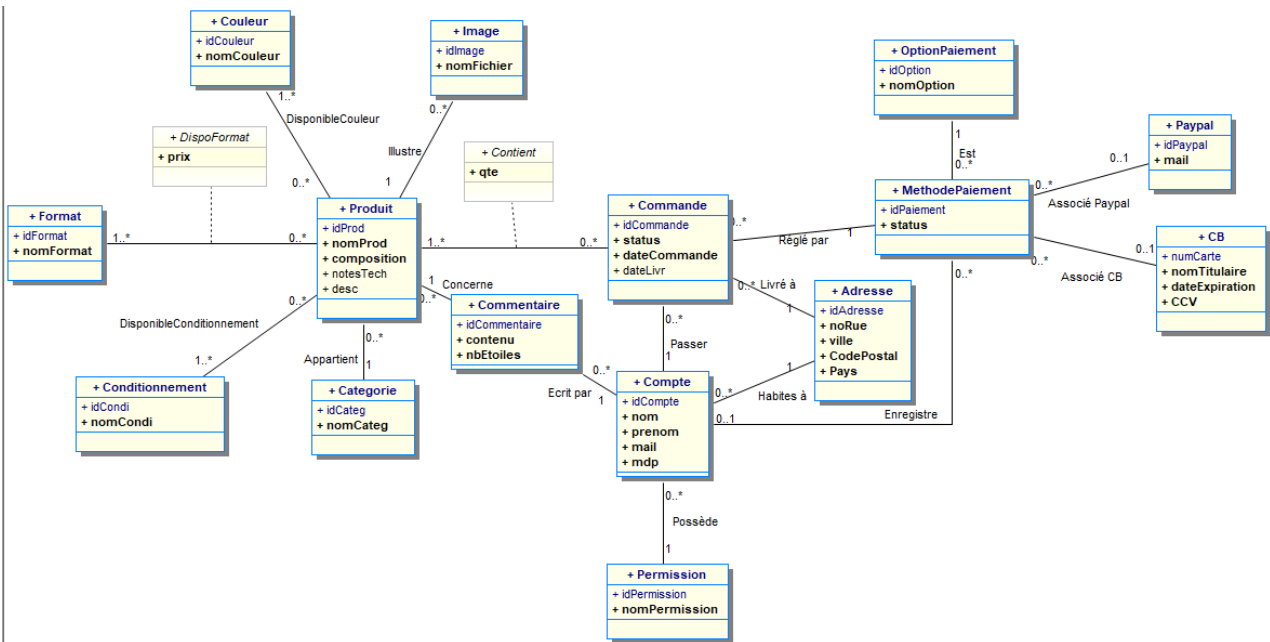 + Couleur
+ idCouleur
+ nomCouleur
1..*
DisponibleCouleur
0..*
+ Image
+ idImage
+ nomFichier
0..*
Illustre
1
+ OptionPaiement
+ idOption
+ nomOption
1
Est
0..*
+ DispoFormat
+ prix
+ Contient
+ qte
+ Paypal
+ idPaypal
+ mail
0..1
0..*
Associé Paypal
+ Format
+ idFormat
+ nomFormat
1..*
0..*
+ Produit
+ idProd
+ nomProd
+ composition
+ notesTech
+ desc
1..*
0..*
+ Commande
+ idCommande
+ status
+ dateCommande
+ dateLivr
0..*
Réglé par
1
+ MethodePaiement
+ idPaiement
+ status
+ CB
+ numCarte
+ nomTitulaire
+ dateExpiration
+ CCV
0..1
0..*
Associé CB
0..*
DisponibleConditionnement
1..*
1
Concerne
0..*
+ Commentaire
+ idCommentaire
+ contenu
+ nbEtoiles
0..*
Livré à
1
+ Adresse
+ idAdresse
+ noRue
+ ville
+ CodePostal
+ Pays
0..*
Passer
1
0..*
Appartient
1
+ Conditionnement
+ idCondi
+ nomCondi
+ Categorie
+ idCateg
+ nomCateg
0..*
Ecrit par
1
+ Compte
+ idCompte
+ nom
+ prenom
+ mail
+ mdp
0..*
Habites à
1
0..*
Enregistre
0..1
0..*
Possède
1
+ Permission
+ idPermission
+ nomPermission